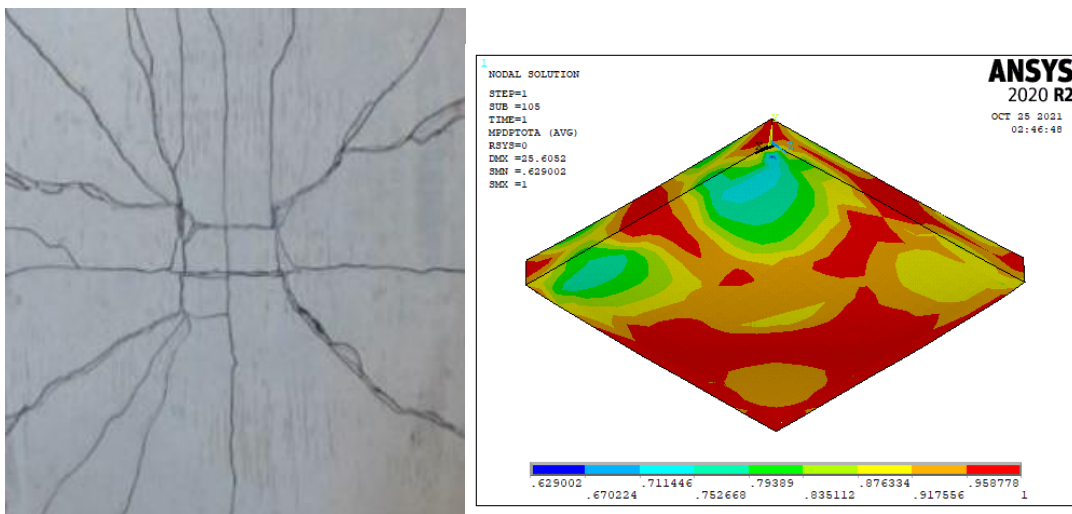 1
NODAL SOLUTION
STEP=1
SUB =105
TIME=1
MPDPTOTA (AVG)
RSYS=0
DMX =25.6052
SMN =.629002
SMX =1
ANSYS
2020 R2
OCT 25 2021
02:46:48
.629002 .711446 .79389 .876334 .958778
.670224 .752668 .835112 .917556 1